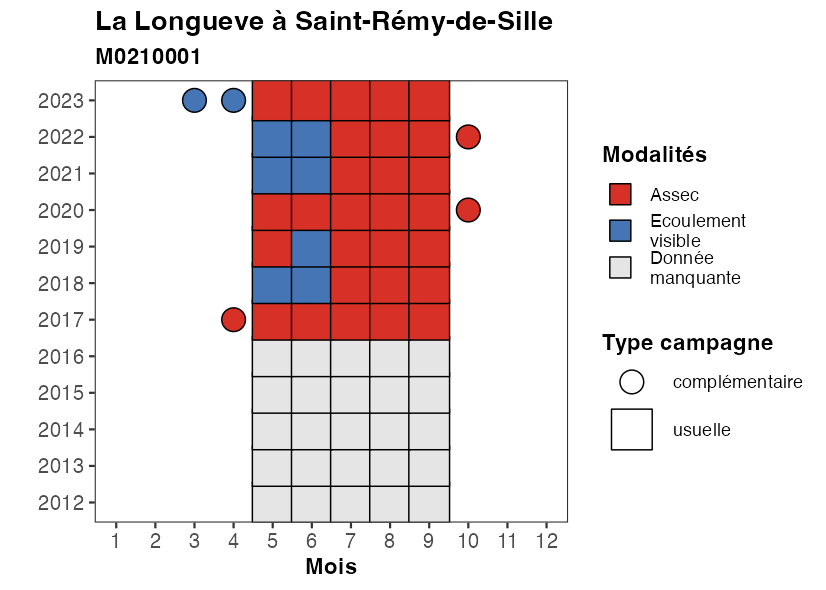 La Longueve à Saint-Rémy-de-Sille
M0210001
2023
2022
2021
2020
2019
2018
2017
2016
2015
2014
2013
2012
1 2 3 4 5 6 7 8 9 10 11 12
Mois
Modalités
Assec
Ecoulement
visible
Donnée
manquante
Type campagne
complémentaire
usuelle